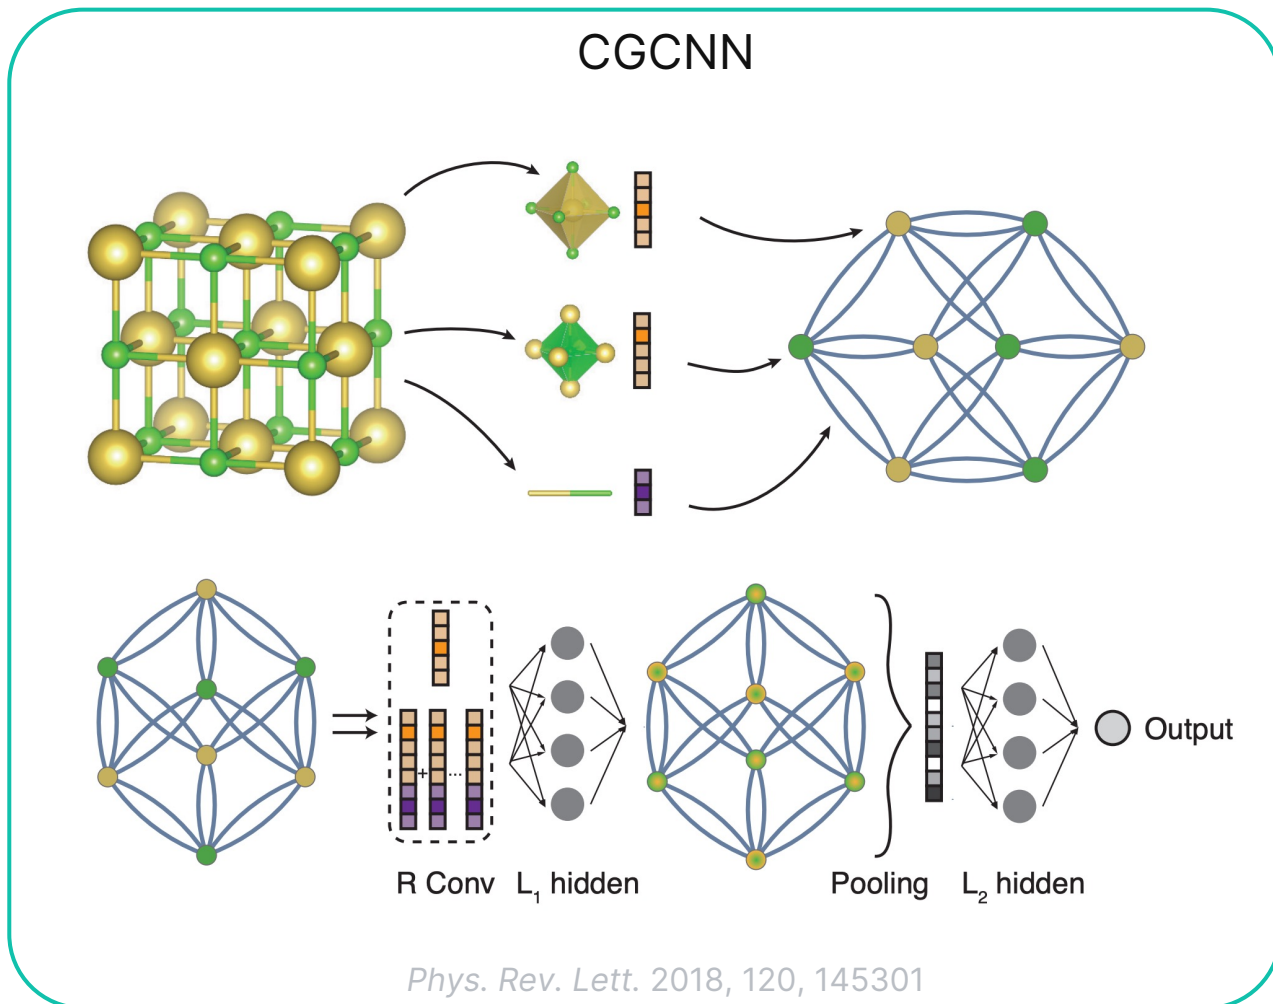 CGCNN
+ ...
Output
R Conv L₁ hidden Pooling L₂ hidden
Phys. Rev. Lett. 2018, 120, 145301